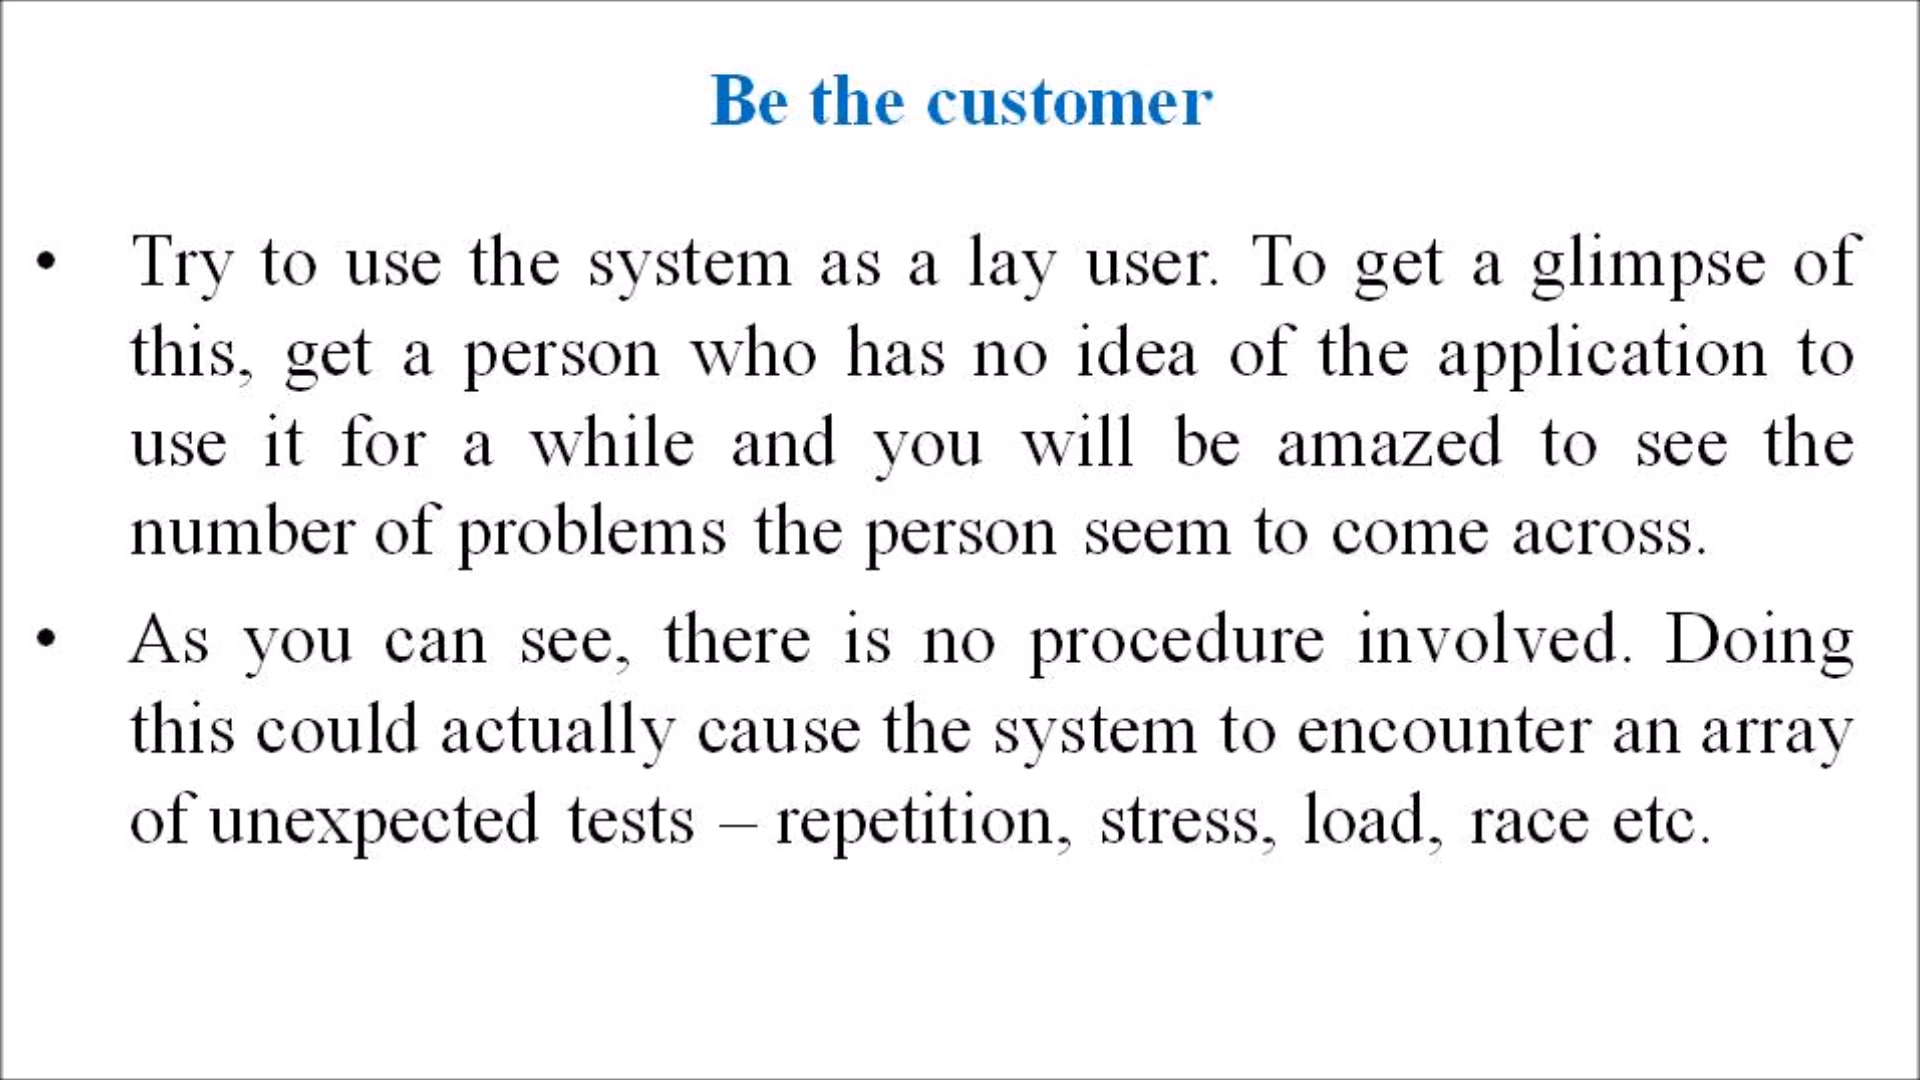 Be the customer
• Try to use the system as a lay user. To get a glimpse of
this, get a person who has no idea of the application to
use it for a while and you will be amazed to see the
number of problems the person seem to come across.
• As you can see, there is no procedure involved. Doing
this could actually cause the system to encounter an array
of unexpected tests – repetition, stress, load, race etc.